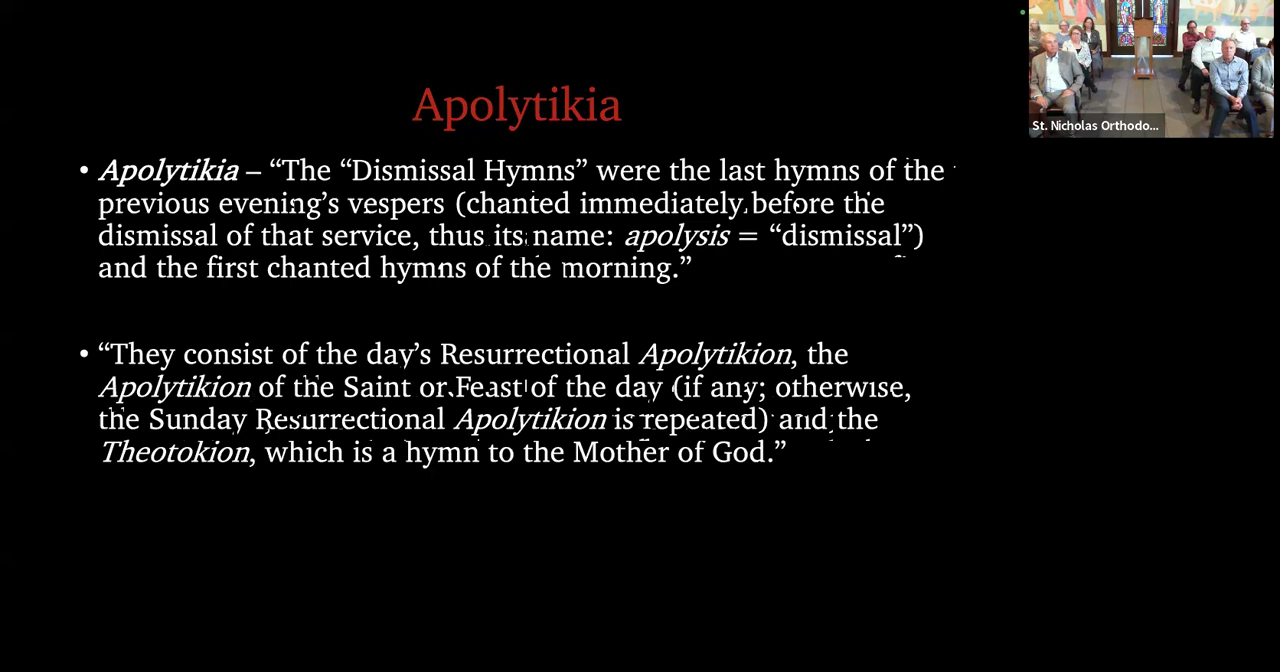 Apolytikia
• Apolytikia – “The “Dismissal Hymns” were the last hymns of the
previous evening’s vespers (chanted immediately before the
dismissal of that service, thus its name: apolysis = “dismissal”)
and the first chanted hymns of the morning.”
• “They consist of the day’s Resurrectional Apolytikion, the
Apolytikion of the Saint or Feast of the day (if any; otherwise,
the Sunday Resurrectional Apolytikion is repeated) and the
Theotokion, which is a hymn to the Mother of God.”
St. Nicholas Orthodo...